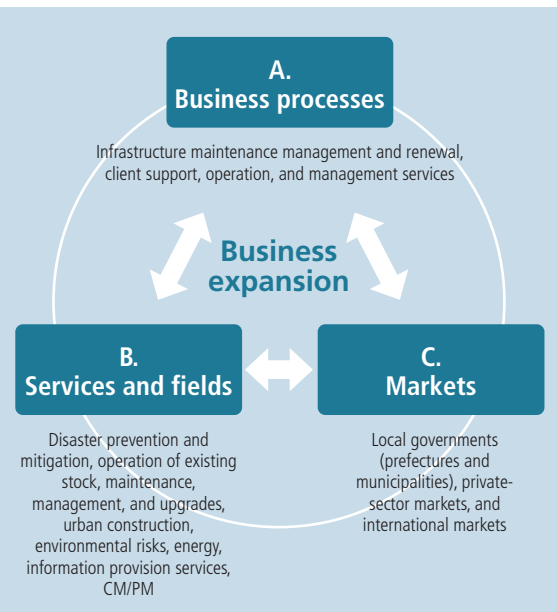 A.
Business processes
Infrastructure maintenance management and renewal,
client support, operation, and management services
Business
expansion
B.
Services and fields
Disaster prevention and
mitigation, operation of existing
stock, maintenance,
management, and upgrades,
urban construction,
environmental risks, energy,
information provision services,
CM/PM
C.
Markets
Local governments
(prefectures and
municipalities), private-
sector markets, and
international markets